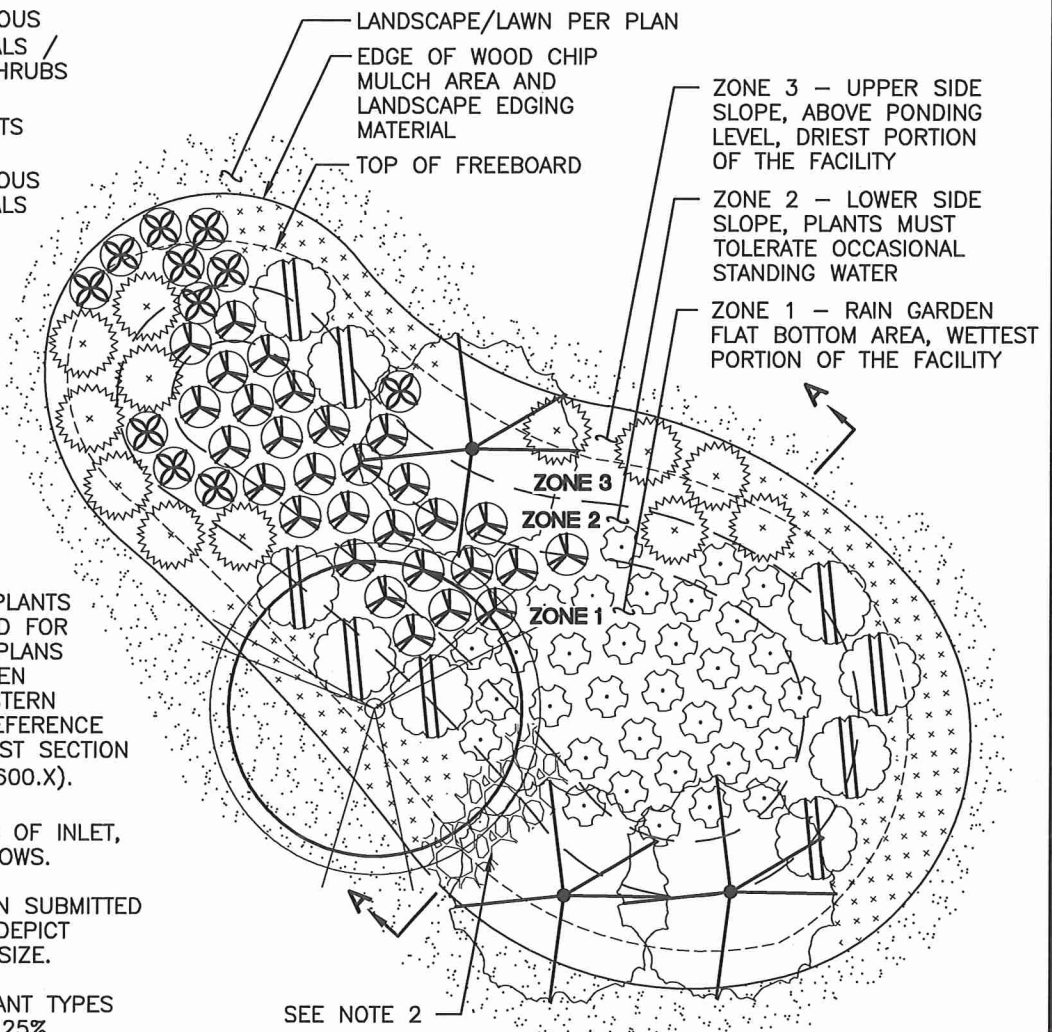 OUS
ALS /
HRUBS
TS
OUS
ALS
PLANTS
D FOR
PLANS
EN
STERN
EFERENCE
ST SECTION
600.X).
OF INLET,
OWS.
N SUBMITTED
DEPICT
SIZE.
ANT TYPES
25%
LANDSCAPE/LAWN PER PLAN
EDGE OF WOOD CHIP
MULCH AREA AND
LANDSCAPE EDGING
MATERIAL
TOP OF FREEBOARD
ZONE 3 – UPPER SIDE
SLOPE, ABOVE PONDING
LEVEL, DRIEST PORTION
OF THE FACILITY
ZONE 2 – LOWER SIDE
SLOPE, PLANTS MUST
TOLERATE OCCASIONAL
STANDING WATER
ZONE 1 – RAIN GARDEN
FLAT BOTTOM AREA, WETTEST
PORTION OF THE FACILITY
A
ZONE 3
ZONE 2
ZONE 1
A
SEE NOTE 2